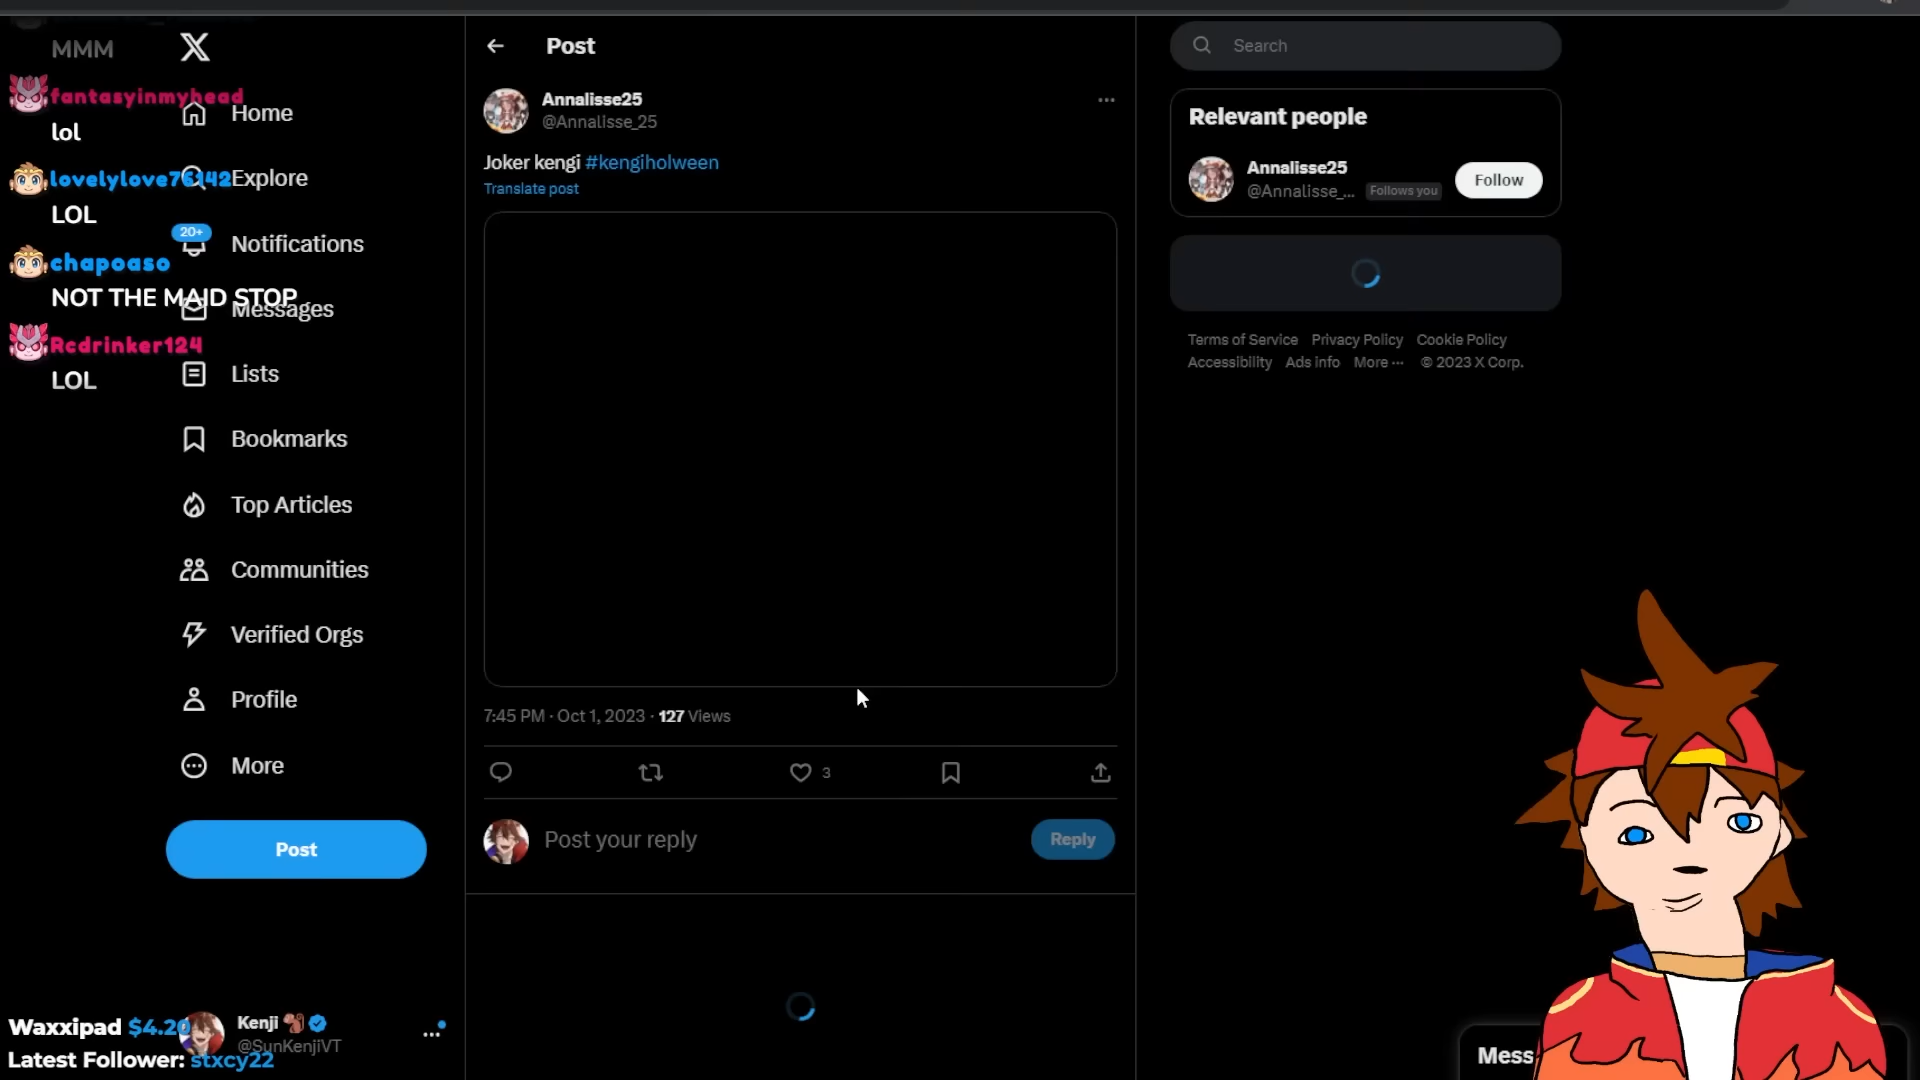 MMM
fantasyinmyhead
lol
lovelylove76142
LOL
chapoaso
NOT THE MAID STOP
Rcdrinker124
LOL
Home
Explore
20+
Notifications
Messages
Lists
Bookmarks
Top Articles
Communities
Verified Orgs
Profile
More
Post
Waxxipad $4.20
Kenji
@SunKenjiVT
Latest Follower: stxcy22
Post
Annalisse25
@Annalisse_25
Joker kengi #kengiholween
Translate post
7:45 PM · Oct 1, 2023 · 127 Views
3
Post your reply
Reply
Search
Relevant people
Annalisse25
@Annalisse_... Follows you
Follow
Terms of Service Privacy Policy Cookie Policy
Accessibility Ads info More ··· © 2023 X Corp.
Mess